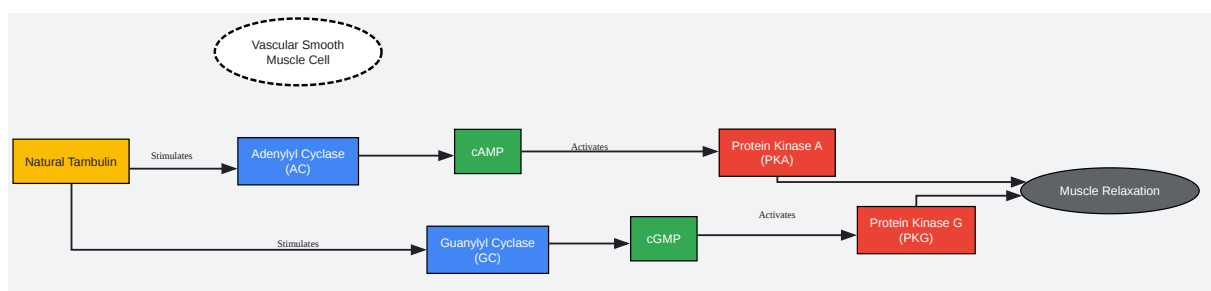 Vascular Smooth
Muscle Cell
Natural Tambulin
Stimulates
Adenylyl Cyclase
(AC)
cAMP
Activates
Protein Kinase A
(PKA)
Muscle Relaxation
Stimulates
Guanylyl Cyclase
(GC)
cGMP
Activates
Protein Kinase G
(PKG)